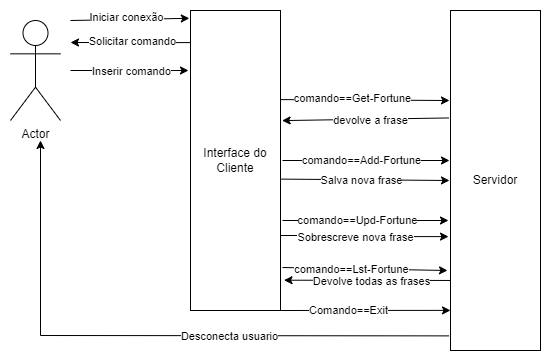 Iniciar conexão
Solicitar comando
Inserir comando
Actor
Interface do
Cliente
comando==Get-Fortune
devolve a frase
comando==Add-Fortune
Salva nova frase
comando==Upd-Fortune
Sobrescreve nova frase
comando==Lst-Fortune
Devolve todas as frases
Comando==Exit
Servidor
Desconecta usuario